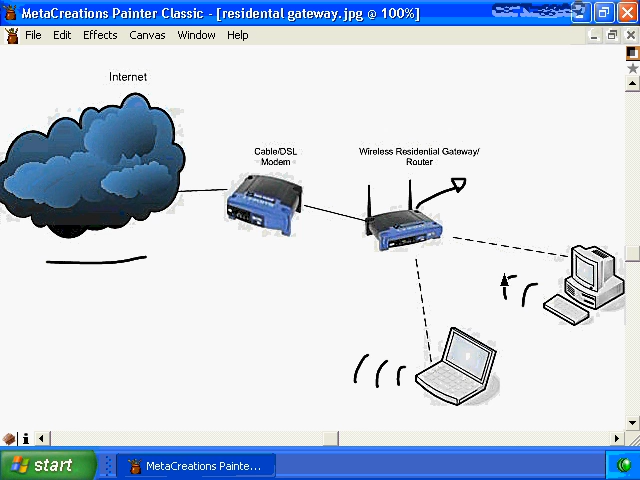 MetaCreations Painter Classic - [residental gateway.jpg @ 100%]
File Edit Effects Canvas Window Help
Internet
Cable/DSL
Modem
Wireless Residential Gateway/
Router
start
MetaCreations Painte...